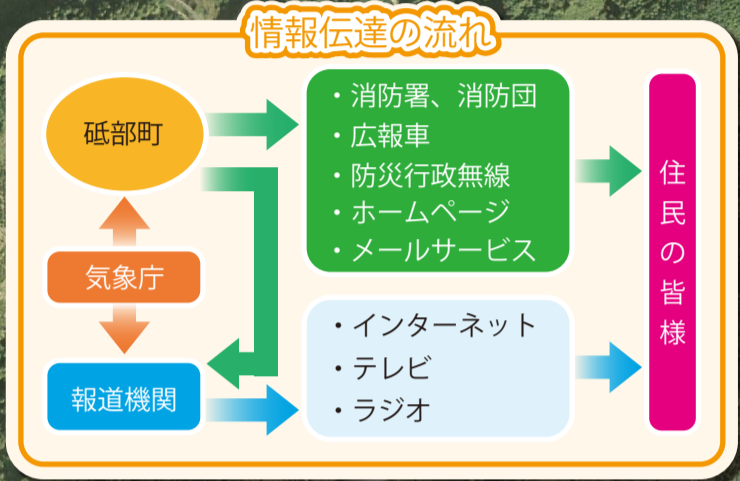 情報伝達の流れ
砥部町
・消防署、消防団
・広報車
・防災行政無線
・ホームページ
・メールサービス
気象庁
報道機関
・インターネット
・テレビ
・ラジオ
住民の皆様